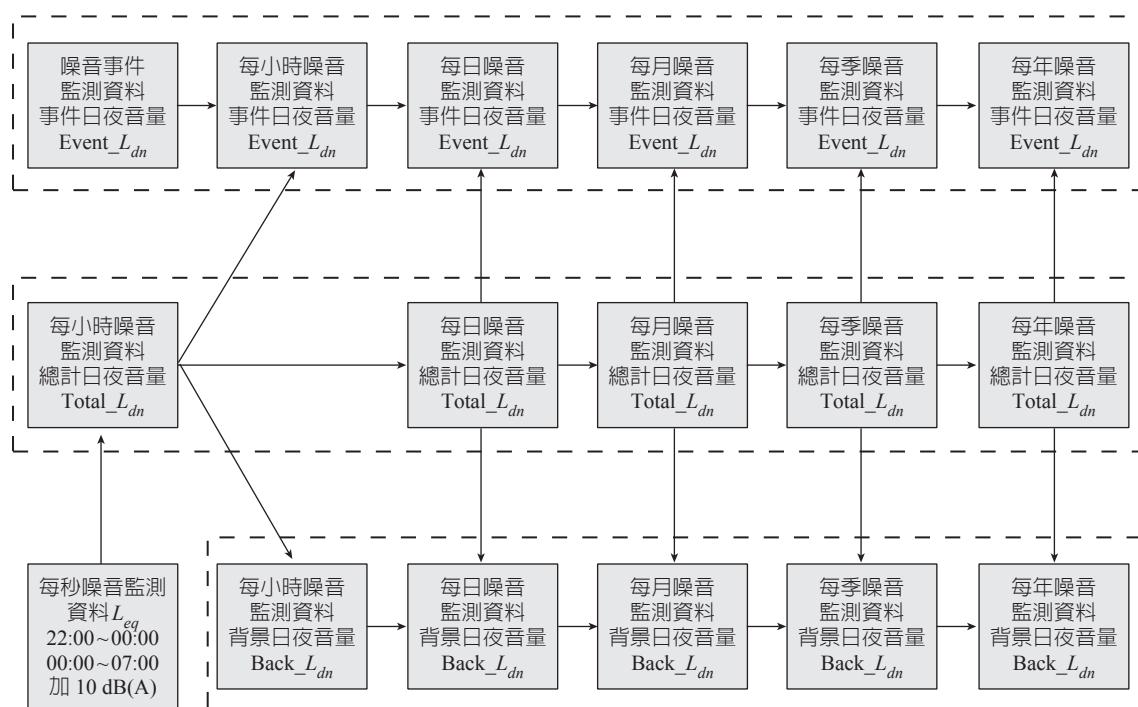 噪音事件
監測資料
事件日夜音量
Event_Ldn
每小時噪音
監測資料
事件日夜音量
Event_Ldn
每日噪音
監測資料
事件日夜音量
Event_Ldn
每月噪音
監測資料
事件日夜音量
Event_Ldn
每季噪音
監測資料
事件日夜音量
Event_Ldn
每年噪音
監測資料
事件日夜音量
Event_Ldn
每小時噪音
監測資料
總計日夜音量
Total_Ldn
每日噪音
監測資料
總計日夜音量
Total_Ldn
每月噪音
監測資料
總計日夜音量
Total_Ldn
每季噪音
監測資料
總計日夜音量
Total_Ldn
每年噪音
監測資料
總計日夜音量
Total_Ldn
每秒噪音監測
資料Leq
22:00~00:00
00:00~07:00
加 10 dB(A)
每小時噪音
監測資料
背景日夜音量
Back_Ldn
每日噪音
監測資料
背景日夜音量
Back_Ldn
每月噪音
監測資料
背景日夜音量
Back_Ldn
每季噪音
監測資料
背景日夜音量
Back_Ldn
每年噪音
監測資料
背景日夜音量
Back_Ldn